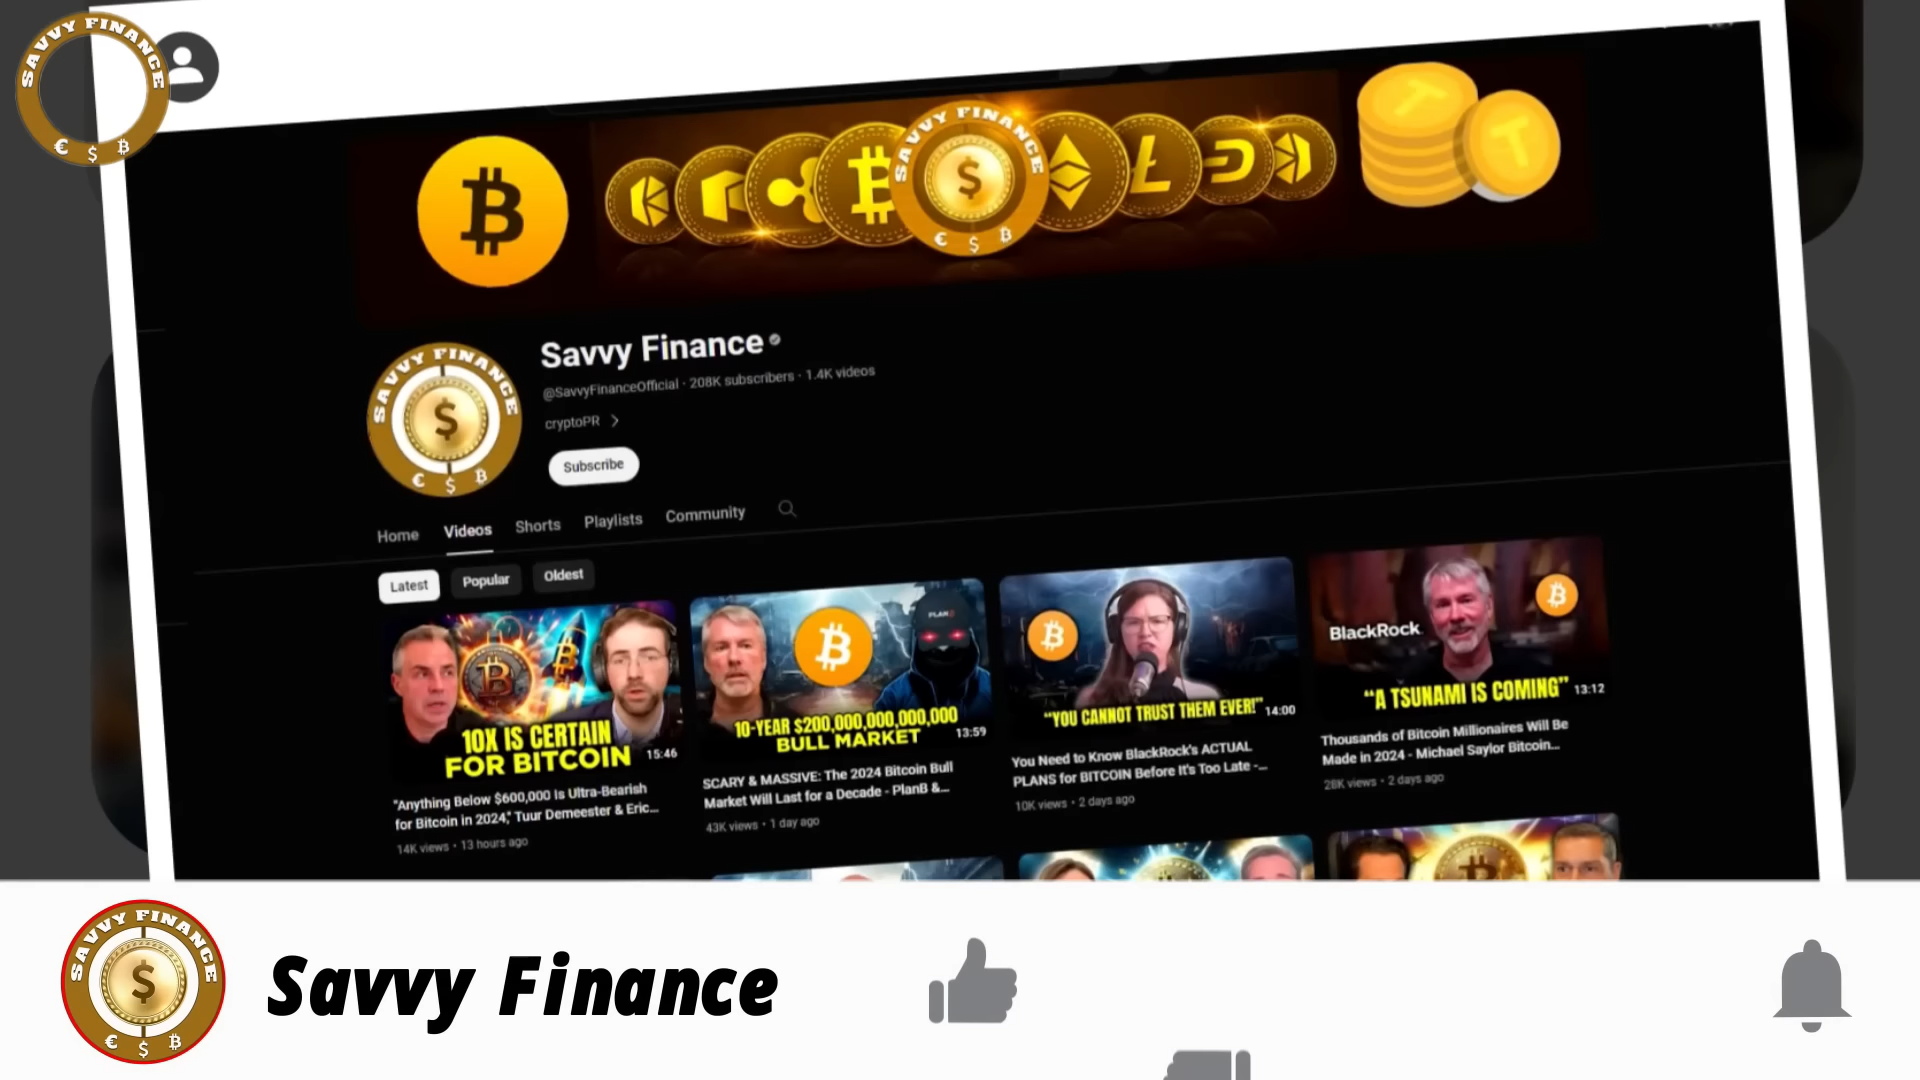 SAVVY FINANCE
€ $ ₿
SAVVY FINANCE
$
€ $ ₿
SAVVY FINANCE
$
€ $ ₿
Savvy Finance
@SavvyFinanceOfficial · 208K subscribers · 1.4K videos
cryptoPR >
Subscribe
Home Videos Shorts Playlists Community
Latest Popular Oldest
10X IS CERTAIN
FOR BITCOIN
15:46
"Anything Below $600,000 Is Ultra-Bearish
for Bitcoin in 2024," Tuur Demeester & Eric...
14K views • 13 hours ago
PLANB
10-YEAR $200,000,000,000,000
BULL MARKET
13:59
SCARY & MASSIVE: The 2024 Bitcoin Bull
Market Will Last for a Decade - PlanB &...
43K views • 1 day ago
"YOU CANNOT TRUST THEM EVER!"
14:00
You Need to Know BlackRock's ACTUAL
PLANS for BITCOIN Before It's Too Late -...
10K views • 2 days ago
BlackRock
"A TSUNAMI IS COMING"
13:12
Thousands of Bitcoin Millionaires Will Be
Made in 2024 - Michael Saylor Bitcoin...
28K views • 2 days ago
SAVVY FINANCE
$
€ $ ₿
Savvy Finance